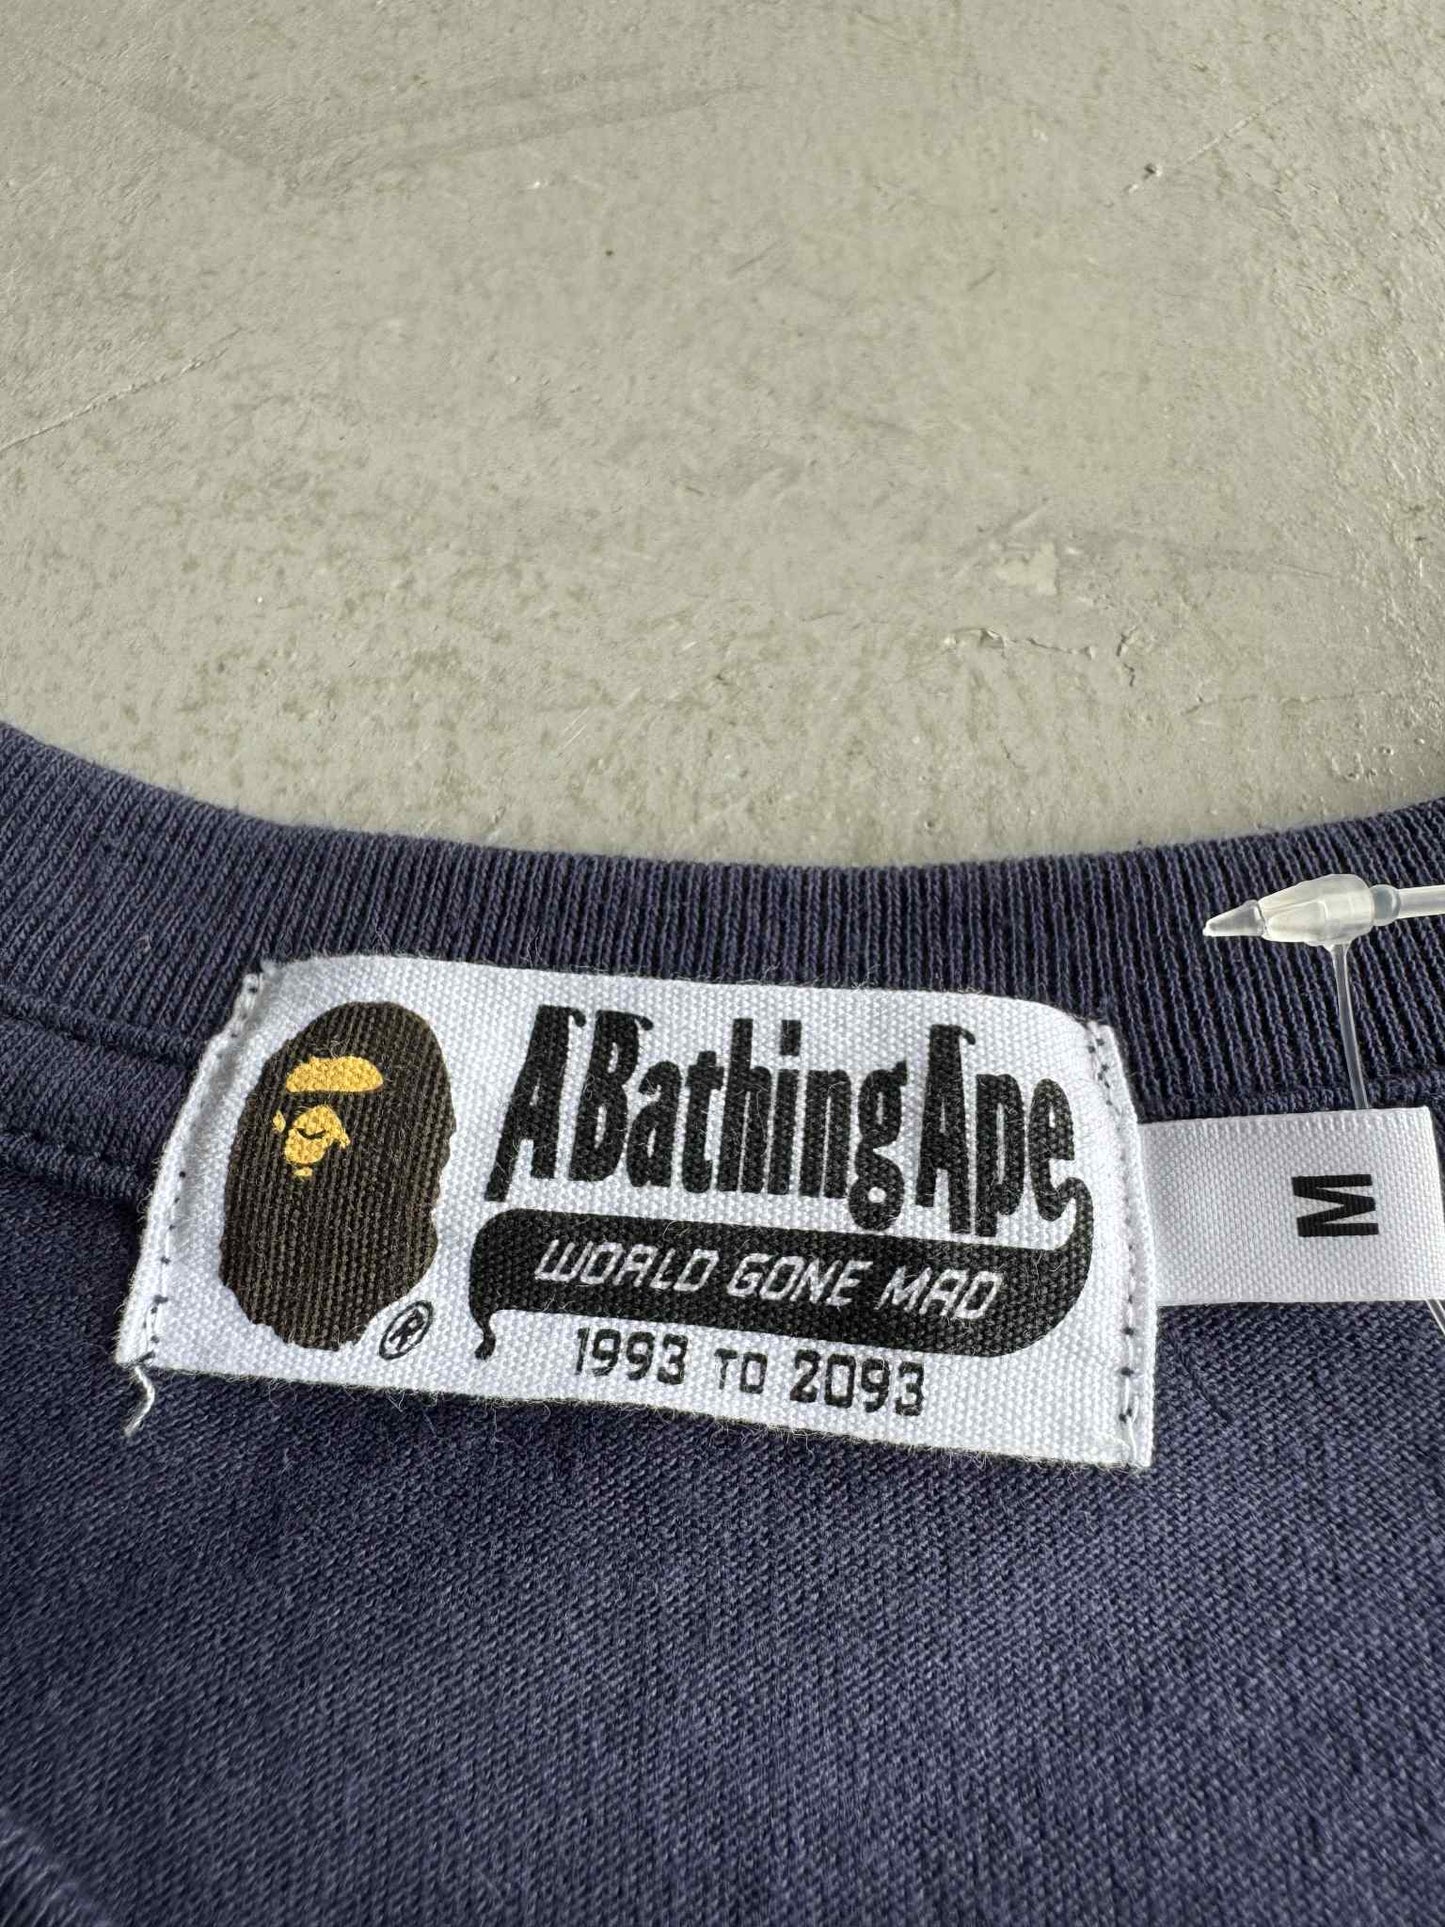 A Bathing Ape
WORLD GONE MAD
1993 TO 2093
®
M